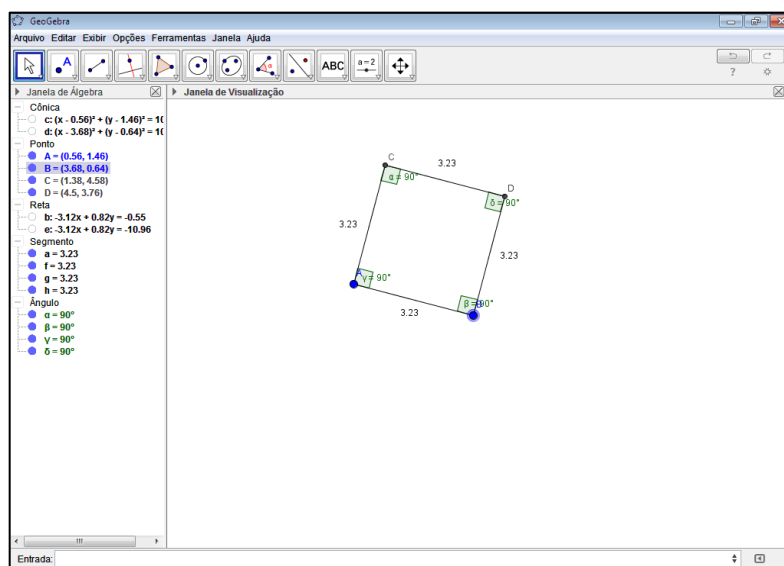 GeoGebra
Arquivo Editar Exibir Opções Ferramentas Janela Ajuda
A
α
ABC
a=2
?
Janela de Álgebra
Janela de Visualização
Cônica
c: (x - 0.56)² + (y - 1.46)² = 10
d: (x - 3.68)² + (y - 0.64)² = 10
Ponto
A = (0.56, 1.46)
B = (3.68, 0.64)
C = (1.38, 4.58)
D = (4.5, 3.76)
Reta
b: -3.12x + 0.82y = -0.55
e: -3.12x + 0.82y = -10.96
Segmento
a = 3.23
f = 3.23
g = 3.23
h = 3.23
Ângulo
α = 90°
β = 90°
γ = 90°
δ = 90°
C
3.23
α = 90°
D
δ = 90°
3.23
3.23
A
γ = 90°
β = 90°
B
3.23
Entrada: